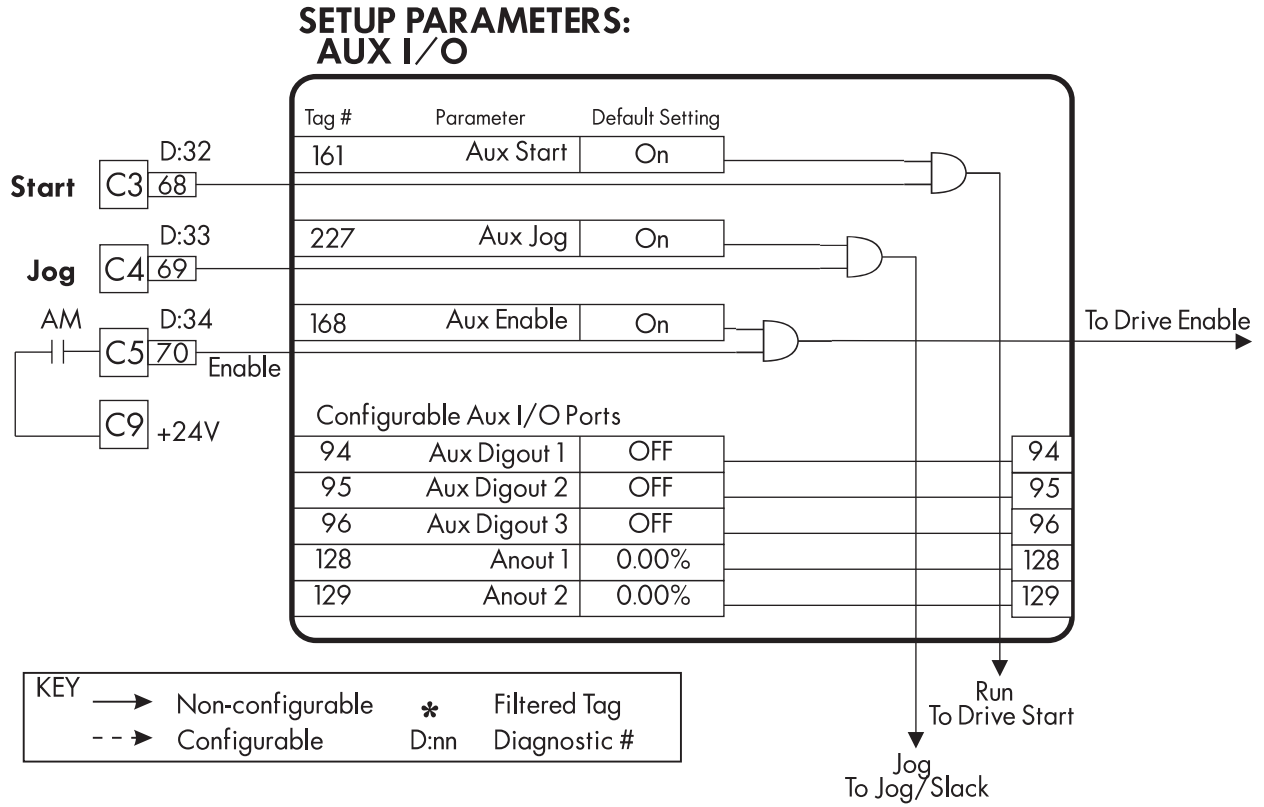 SETUP PARAMETERS:
AUX I/O
Tag # Parameter Default Setting
D:32
161 Aux Start On
Start C3 68
D:33
227 Aux Jog On
Jog C4 69
AM D:34
168 Aux Enable On
To Drive Enable
C5 70
Enable
C9 +24V
Configurable Aux I/O Ports
94 Aux Digout 1 OFF 94
95 Aux Digout 2 OFF 95
96 Aux Digout 3 OFF 96
128 Anout 1 0.00% 128
129 Anout 2 0.00% 129
KEY
Non-configurable * Filtered Tag
Configurable D:nn Diagnostic #
Run
To Drive Start
Jog
To Jog/Slack